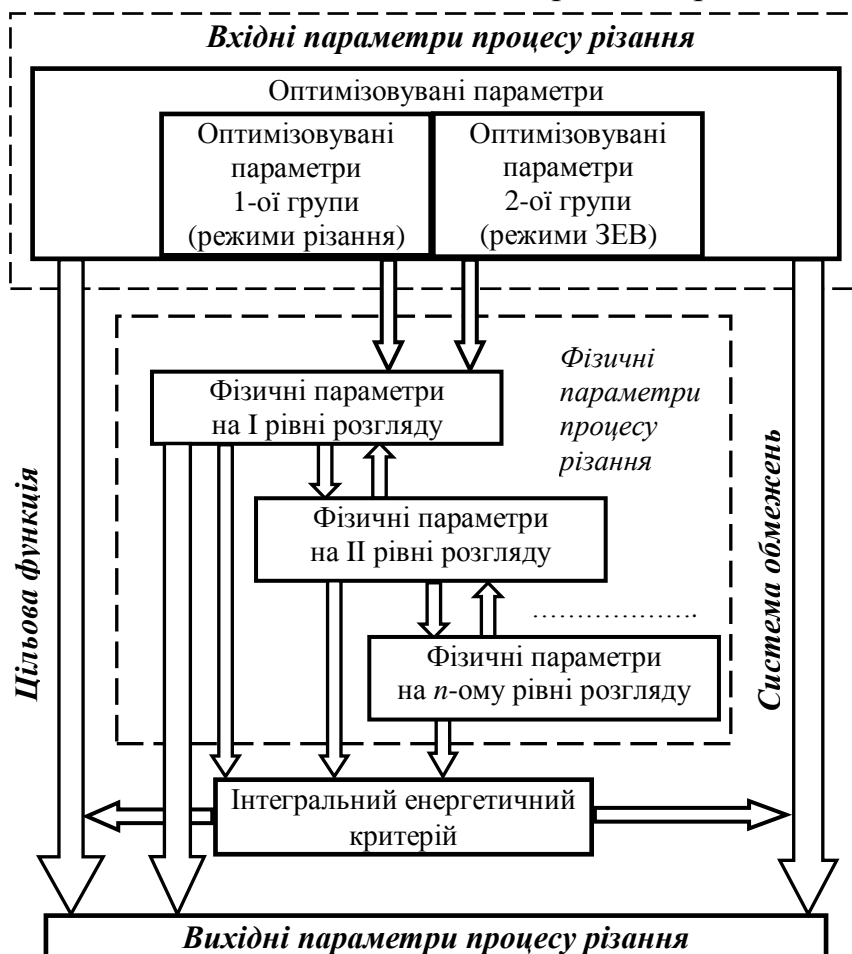 Вхідні параметри процесу різання
Оптимізовувані параметри
Оптимізовувані
параметри
1-ої групи
(режими різання)
Оптимізовувані
параметри
2-ої групи
(режими ЗЕВ)
Фізичні
параметри
процесу
різання
Фізичні параметри
на I рівні розгляду
Фізичні параметри
на II рівні розгляду
...................
Фізичні параметри
на n-ому рівні розгляду
Цільова функція
Система обмежень
Інтегральний енергетичний
критерій
Вихідні параметри процесу різання